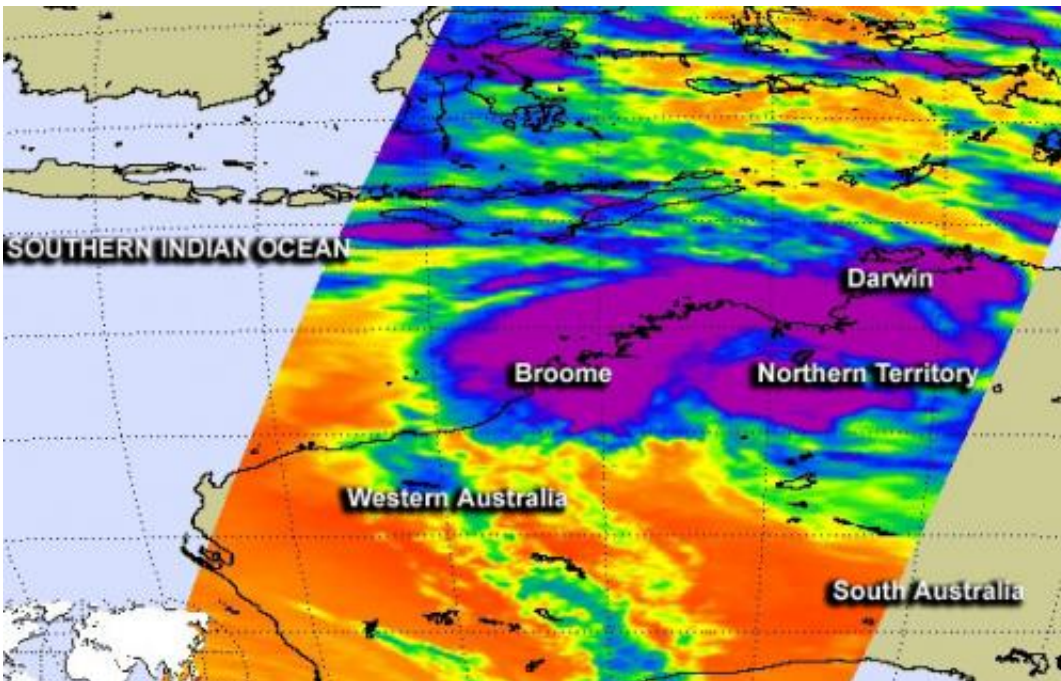 SOUTHERN INDIAN OCEAN
Darwin
Broome
Northern Territory
Western Australia
South Australia